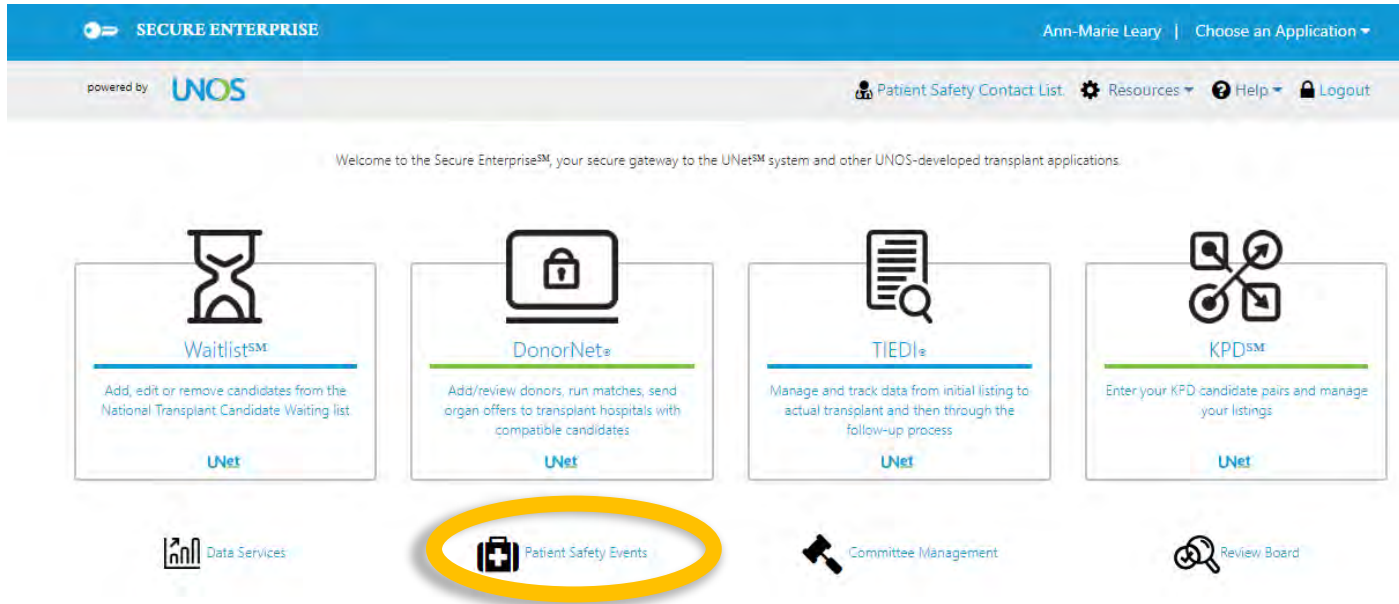 SECURE ENTERPRISE
Ann-Marie Leary | Choose an Application
powered by UNOS
Patient Safety Contact List Resources Help Logout
Welcome to the Secure Enterprise℠, your secure gateway to the UNet℠ system and other UNOS-developed transplant applications.
Waitlist℠
Add, edit or remove candidates from the
National Transplant Candidate Waiting list
UNet
DonorNet®
Add/review donors, run matches, send
organ offers to transplant hospitals with
compatible candidates
UNet
TIEDI®
Manage and track data from initial listing to
actual transplant and then through the
follow-up process
UNet
KPD℠
Enter your KPD candidate pairs and manage
your listings
UNet
Data Services
Patient Safety Events
Committee Management
Review Board